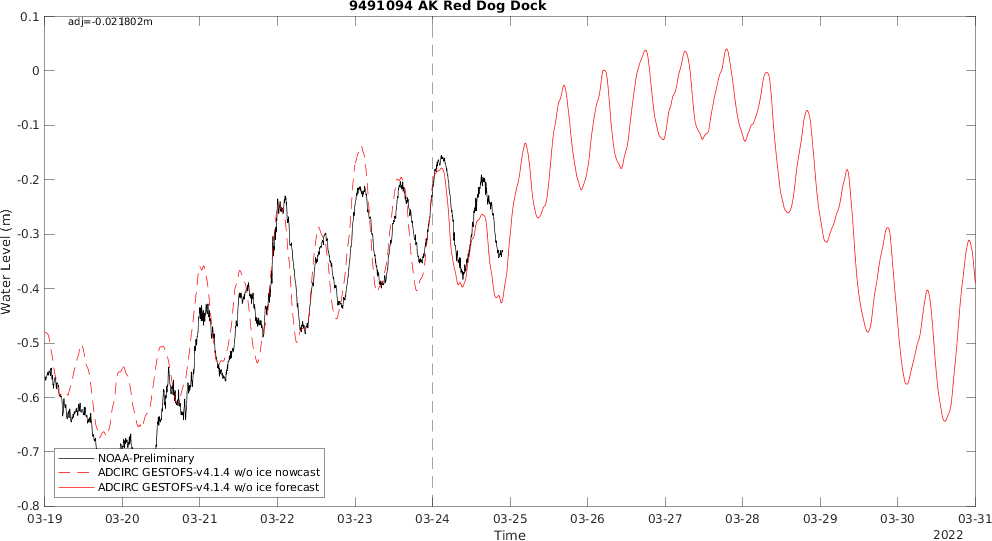 9491094 AK Red Dog Dock
adj=-0.021802m
0.1
0
-0.1
-0.2
-0.3
-0.4
-0.5
-0.6
-0.7
-0.8
Water Level (m)
NOAA-Preliminary
ADCIRC GESTOFS-v4.1.4 w/o ice nowcast
ADCIRC GESTOFS-v4.1.4 w/o ice forecast
03-19 03-20 03-21 03-22 03-23 03-24 03-25 03-26 03-27 03-28 03-29 03-30 03-31
Time
2022